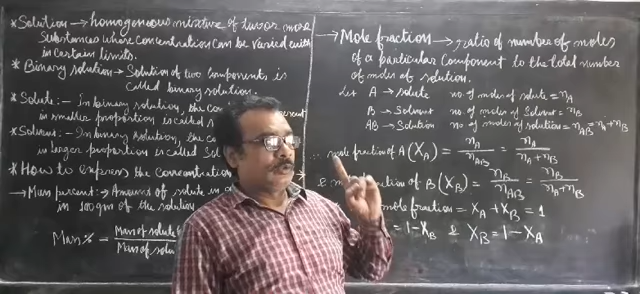 * Solution → homogeneous mixture of two or more
substances whose concentration can be varied with
in certain limits.
* Binary solution → Solution of two components is
called binary solution.
* Solute :- In binary solution, the com
in smaller proportion is called
* Solvent :- In binary solution, the co
in larger proportion is called Sol
* How to express the concentration
→ Mass percent :- Amount of solute in
in 100 gm of the solution
Mass % = Mass of solute / Mass of solu
→ Mole fraction → ratio of number of moles
of a particular component to the total number
of moles of solution.
Let A → solute no. of moles of solute = nA
B → Solvent no. of moles of Solvent = nB
AB → Solution no. of moles of solution = nAB = nA + nB
∴ mole fraction of A (XA) = nA / nAB = nA / nA + nB
& m fraction of B (XB) = nB / nAB = nB / nA + nB
mole fraction = XA + XB = 1
= 1 - XB & XB = 1 - XA